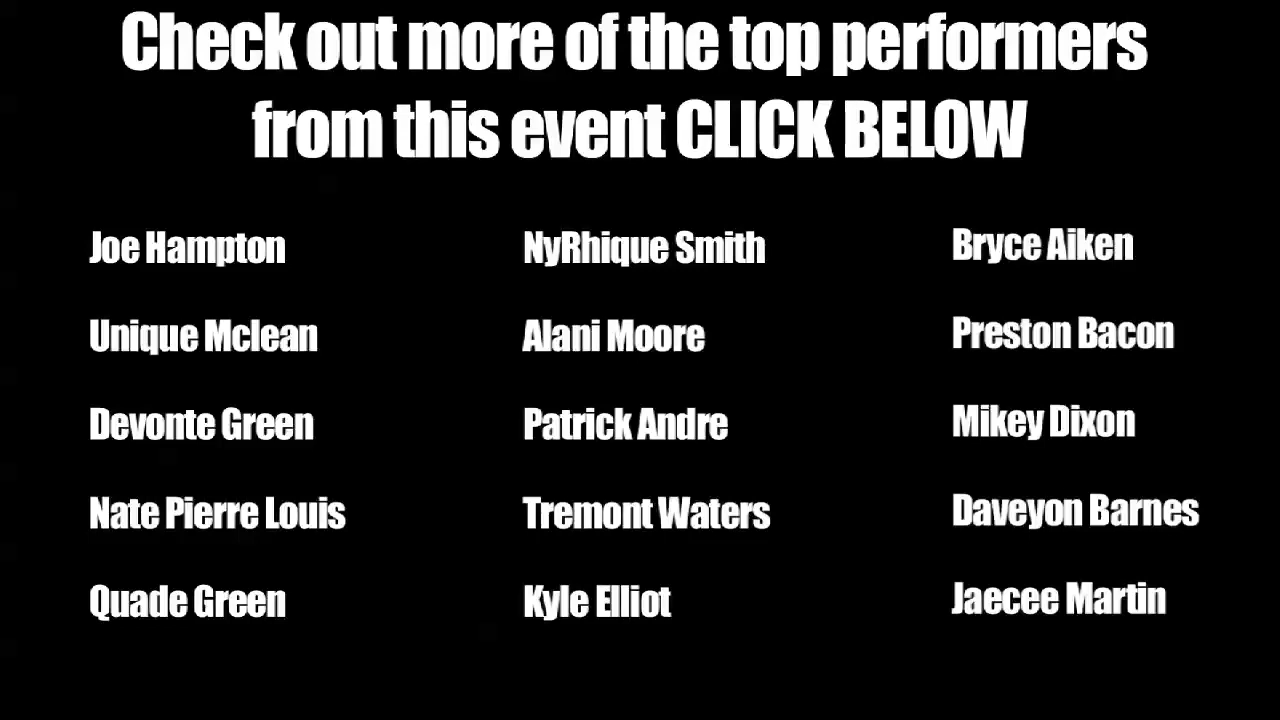 Check out more of the top performers
from this event CLICK BELOW
Joe Hampton
Unique Mclean
Devonte Green
Nate Pierre Louis
Quade Green
NyRhique Smith
Alani Moore
Patrick Andre
Tremont Waters
Kyle Elliot
Bryce Aiken
Preston Bacon
Mikey Dixon
Daveyon Barnes
Jaecee Martin